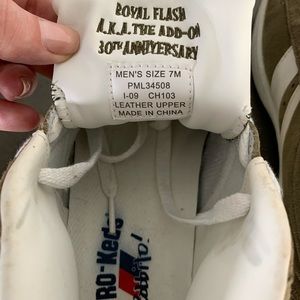 ROYAL FLASH
A.K.A. THE ADD-ON
30TH ANNIVERSARY
MEN'S SIZE 7M
PML34508
I-09 CH103
LEATHER UPPER
MADE IN CHINA
PRO-Keds